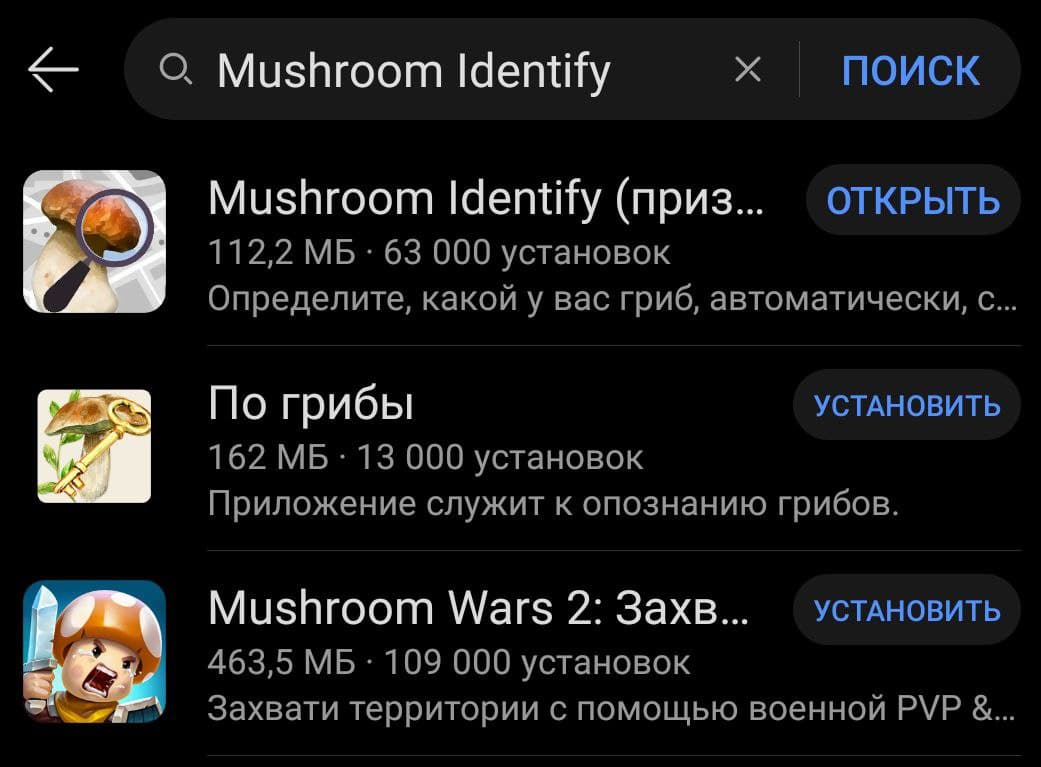 Mushroom Identify
ПОИСК
Mushroom Identify (приз...
ОТКРЫТЬ
112,2 МБ · 63 000 установок
Определите, какой у вас гриб, автоматически, с...
По грибы
УСТАНОВИТЬ
162 МБ · 13 000 установок
Приложение служит к опознанию грибов.
Mushroom Wars 2: Захв...
УСТАНОВИТЬ
463,5 МБ · 109 000 установок
Захвати территории с помощью военной PVP &...